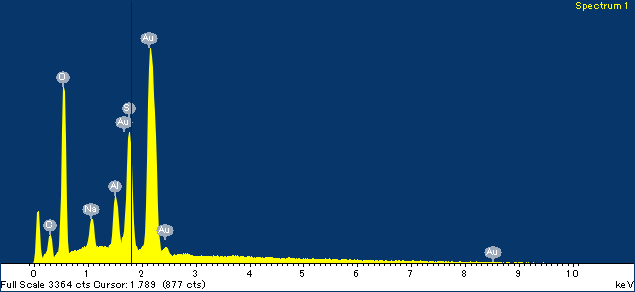 Spectrum 1
Au
O
S
Au
Al
Na
C
Au
Au
0 1 2 3 4 5 6 7 8 9 10
Full Scale 3364 cts Cursor: 1.789 (877 cts) keV